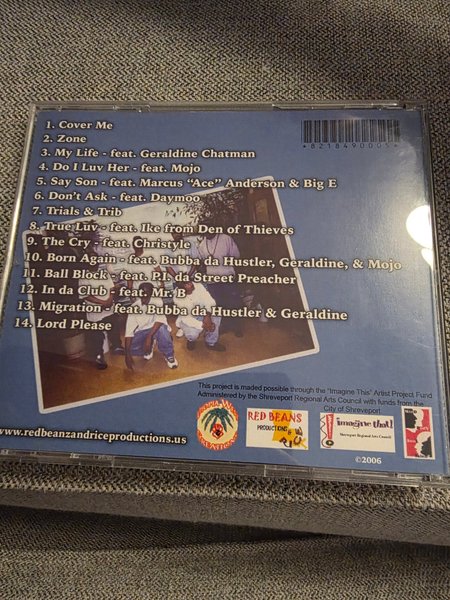 1. Cover Me
2. Zone
3. My Life - feat. Geraldine Chatman
4. Do I Luv Her - feat. Mojo
5. Say Son - feat. Marcus “Ace” Anderson & Big E
6. Don't Ask - feat. Daymoo
7. Trials & Trib
8. True Luv - feat. Ike from Den of Thieves
9. The Cry - feat. Christyle
10. Born Again - feat. Bubba da Hustler, Geraldine, & Mojo
11. Ball Block - feat. P.I. da Street Preacher
12. In da Club - feat. Mr. B
13. Migration - feat. Bubba da Hustler & Geraldine
14. Lord Please
*8218490005*
This project is maded possible through the "Imagine This" Artist Project Fund
Administered by the Shreveport Regional Arts Council with funds from the
City of Shreveport
RED BEANS
PRODUCTIONS
imagine that!
Shreveport Regional Arts Council
www.redbeanzandriceproductions.us
©2006